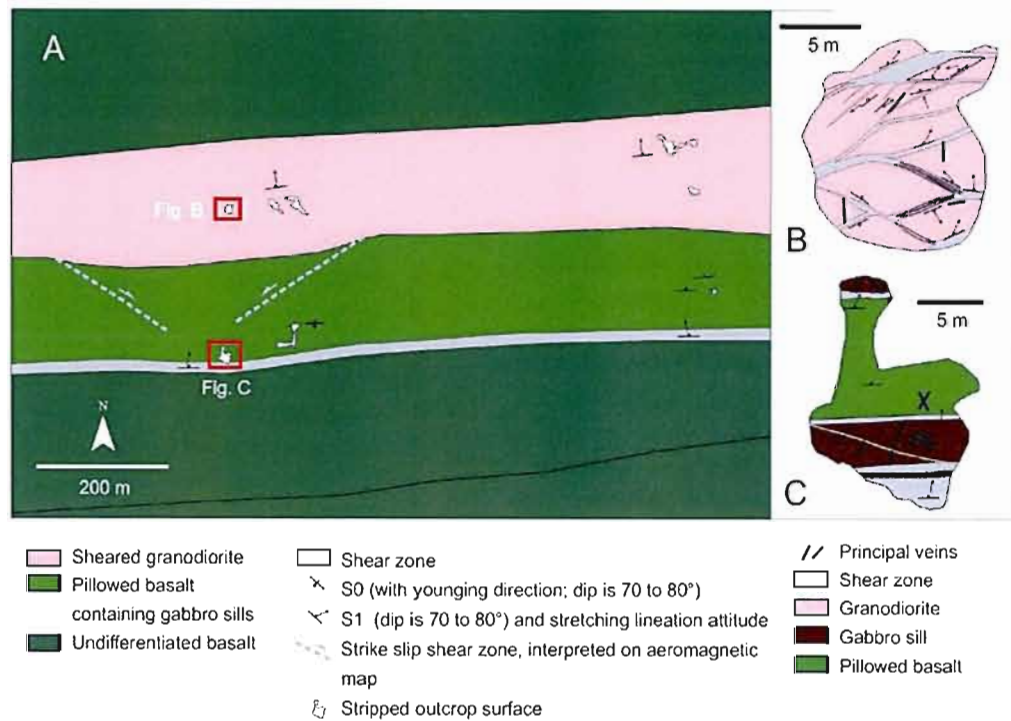 A
5 m
Fig. B
B
5 m
Fig. C
X
N
200 m
C
Sheared granodiorite
Pillowed basalt
containing gabbro sills
Undifferentiated basalt
Shear zone
S0 (with younging direction; dip is 70 to 80°)
S1 (dip is 70 to 80°) and stretching lineation attitude
Strike slip shear zone, interpreted on aeromagnetic
map
Stripped outcrop surface
Principal veins
Shear zone
Granodiorite
Gabbro sill
Pillowed basalt